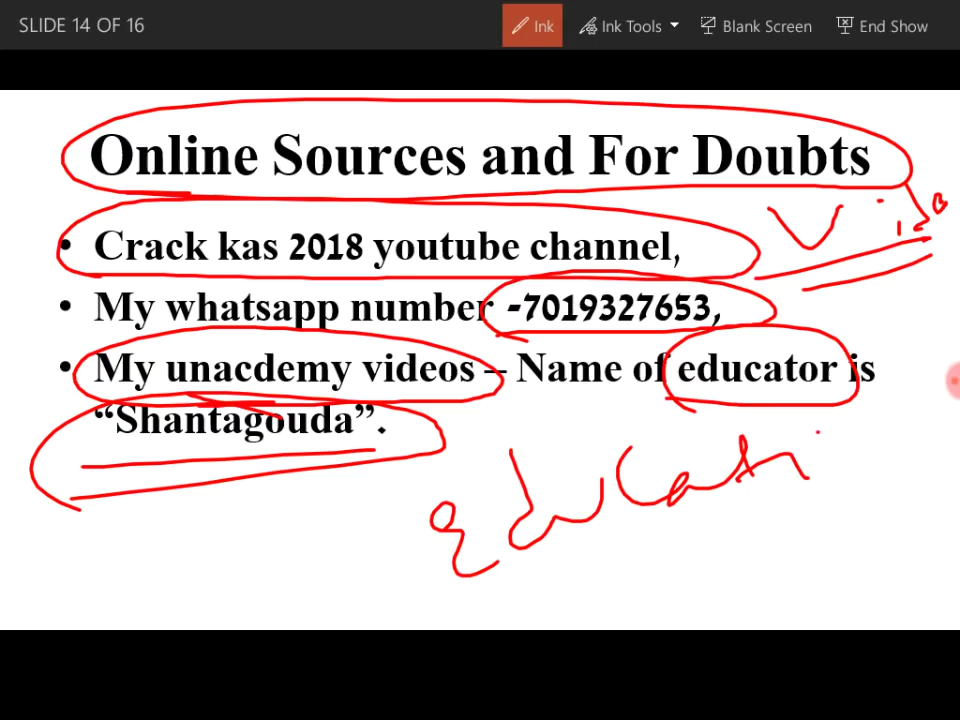 SLIDE 14 OF 16 Ink Ink Tools Blank Screen End Show
Online Sources and For Doubts
• Crack kas 2018 youtube channel,
• My whatsapp number -7019327653,
• My unacdemy videos – Name of educator is
“Shantagouda”.
Educati